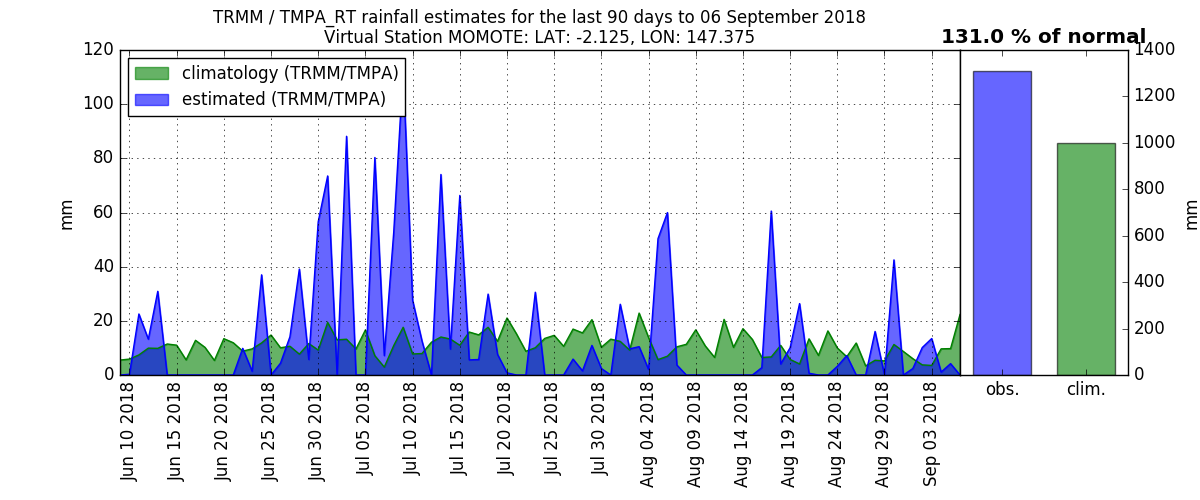 TRMM / TMPA_RT rainfall estimates for the last 90 days to 06 September 2018
Virtual Station MOMOTE: LAT: -2.125, LON: 147.375
131.0 % of normal
climatology (TRMM/TMPA)
estimated (TRMM/TMPA)
120
100
80
60
40
20
0
mm
Jun 10 2018
Jun 15 2018
Jun 20 2018
Jun 25 2018
Jun 30 2018
Jul 05 2018
Jul 10 2018
Jul 15 2018
Jul 20 2018
Jul 25 2018
Jul 30 2018
Aug 04 2018
Aug 09 2018
Aug 14 2018
Aug 19 2018
Aug 24 2018
Aug 29 2018
Sep 03 2018
obs.
clim.
1400
1200
1000
800
600
400
200
0
mm